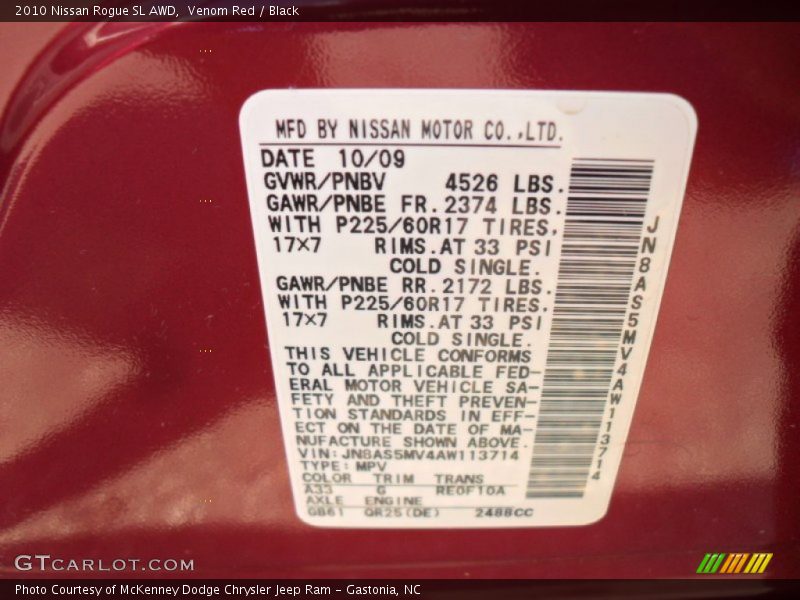 2010 Nissan Rogue SL AWD, Venom Red / Black
MFD BY NISSAN MOTOR CO.,LTD.
DATE 10/09
GVWR/PNBV 4526 LBS.
GAWR/PNBE FR. 2374 LBS.
WITH P225/60R17 TIRES,
17×7 RIMS.AT 33 PSI
COLD SINGLE.
GAWR/PNBE RR. 2172 LBS.
WITH P225/60R17 TIRES,
17×7 RIMS.AT 33 PSI
COLD SINGLE.
THIS VEHICLE CONFORMS
TO ALL APPLICABLE FED-
ERAL MOTOR VEHICLE SA-
FETY AND THEFT PREVEN-
TION STANDARDS IN EFF-
ECT ON THE DATE OF MA-
NUFACTURE SHOWN ABOVE.
VIN:JN8AS5MV4AW113714
TYPE:MPV
COLOR TRIM TRANS
A33 G RE0F10A
AXLE ENGINE
GB61 QR25(DE) 2488CC
JN8AS5MV4AW113714
GTCARLOT.COM
Photo Courtesy of McKenney Dodge Chrysler Jeep Ram – Gastonia, NC